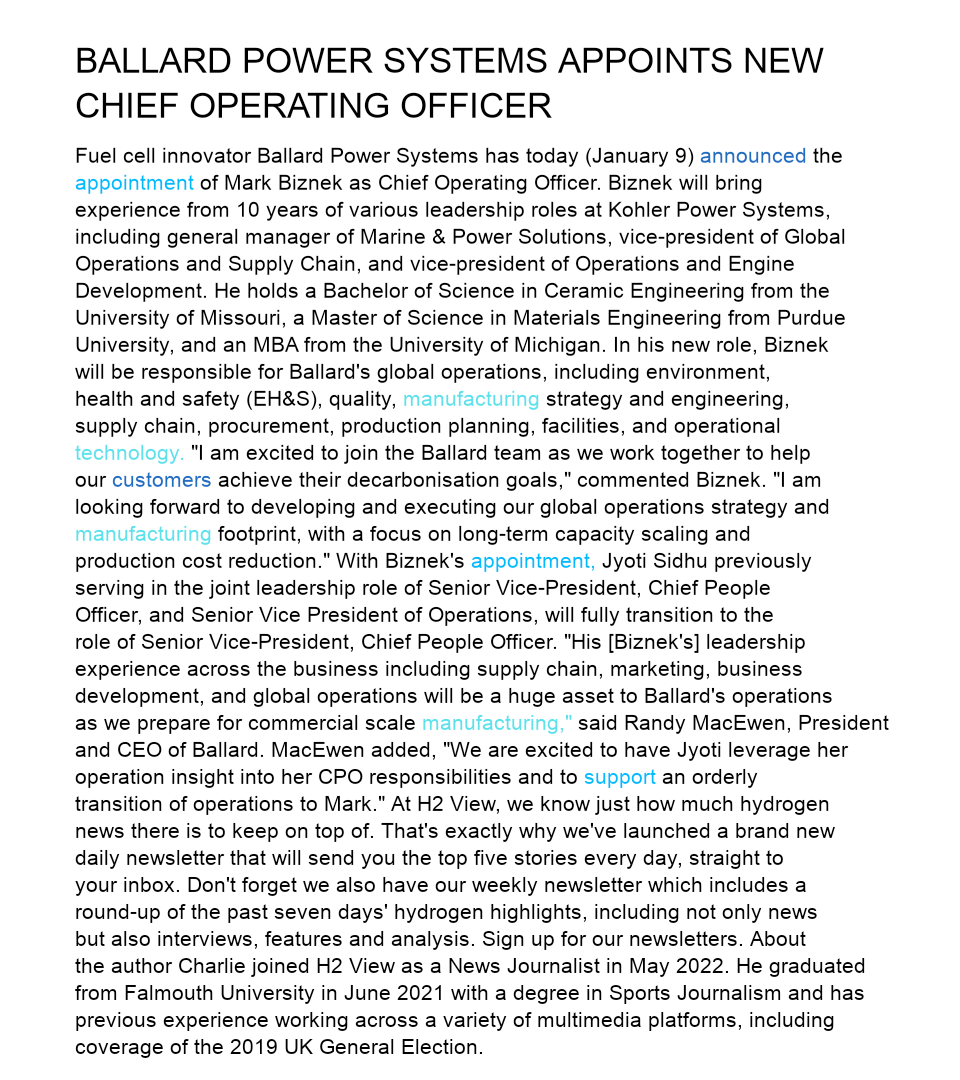 BALLARD POWER SYSTEMS APPOINTS NEW
CHIEF OPERATING OFFICER
Fuel cell innovator Ballard Power Systems has today (January 9) announced the
appointment of Mark Biznek as Chief Operating Officer. Biznek will bring
experience from 10 years of various leadership roles at Kohler Power Systems,
including general manager of Marine & Power Solutions, vice-president of Global
Operations and Supply Chain, and vice-president of Operations and Engine
Development. He holds a Bachelor of Science in Ceramic Engineering from the
University of Missouri, a Master of Science in Materials Engineering from Purdue
University, and an MBA from the University of Michigan. In his new role, Biznek
will be responsible for Ballard's global operations, including environment,
health and safety (EH&S), quality, manufacturing strategy and engineering,
supply chain, procurement, production planning, facilities, and operational
technology. "I am excited to join the Ballard team as we work together to help
our customers achieve their decarbonisation goals," commented Biznek. "I am
looking forward to developing and executing our global operations strategy and
manufacturing footprint, with a focus on long-term capacity scaling and
production cost reduction." With Biznek's appointment, Jyoti Sidhu previously
serving in the joint leadership role of Senior Vice-President, Chief People
Officer, and Senior Vice President of Operations, will fully transition to the
role of Senior Vice-President, Chief People Officer. "His [Biznek's] leadership
experience across the business including supply chain, marketing, business
development, and global operations will be a huge asset to Ballard's operations
as we prepare for commercial scale manufacturing," said Randy MacEwen, President
and CEO of Ballard. MacEwen added, "We are excited to have Jyoti leverage her
operation insight into her CPO responsibilities and to support an orderly
transition of operations to Mark." At H2 View, we know just how much hydrogen
news there is to keep on top of. That's exactly why we've launched a brand new
daily newsletter that will send you the top five stories every day, straight to
your inbox. Don't forget we also have our weekly newsletter which includes a
round-up of the past seven days' hydrogen highlights, including not only news
but also interviews, features and analysis. Sign up for our newsletters. About
the author Charlie joined H2 View as a News Journalist in May 2022. He graduated
from Falmouth University in June 2021 with a degree in Sports Journalism and has
previous experience working across a variety of multimedia platforms, including
coverage of the 2019 UK General Election.